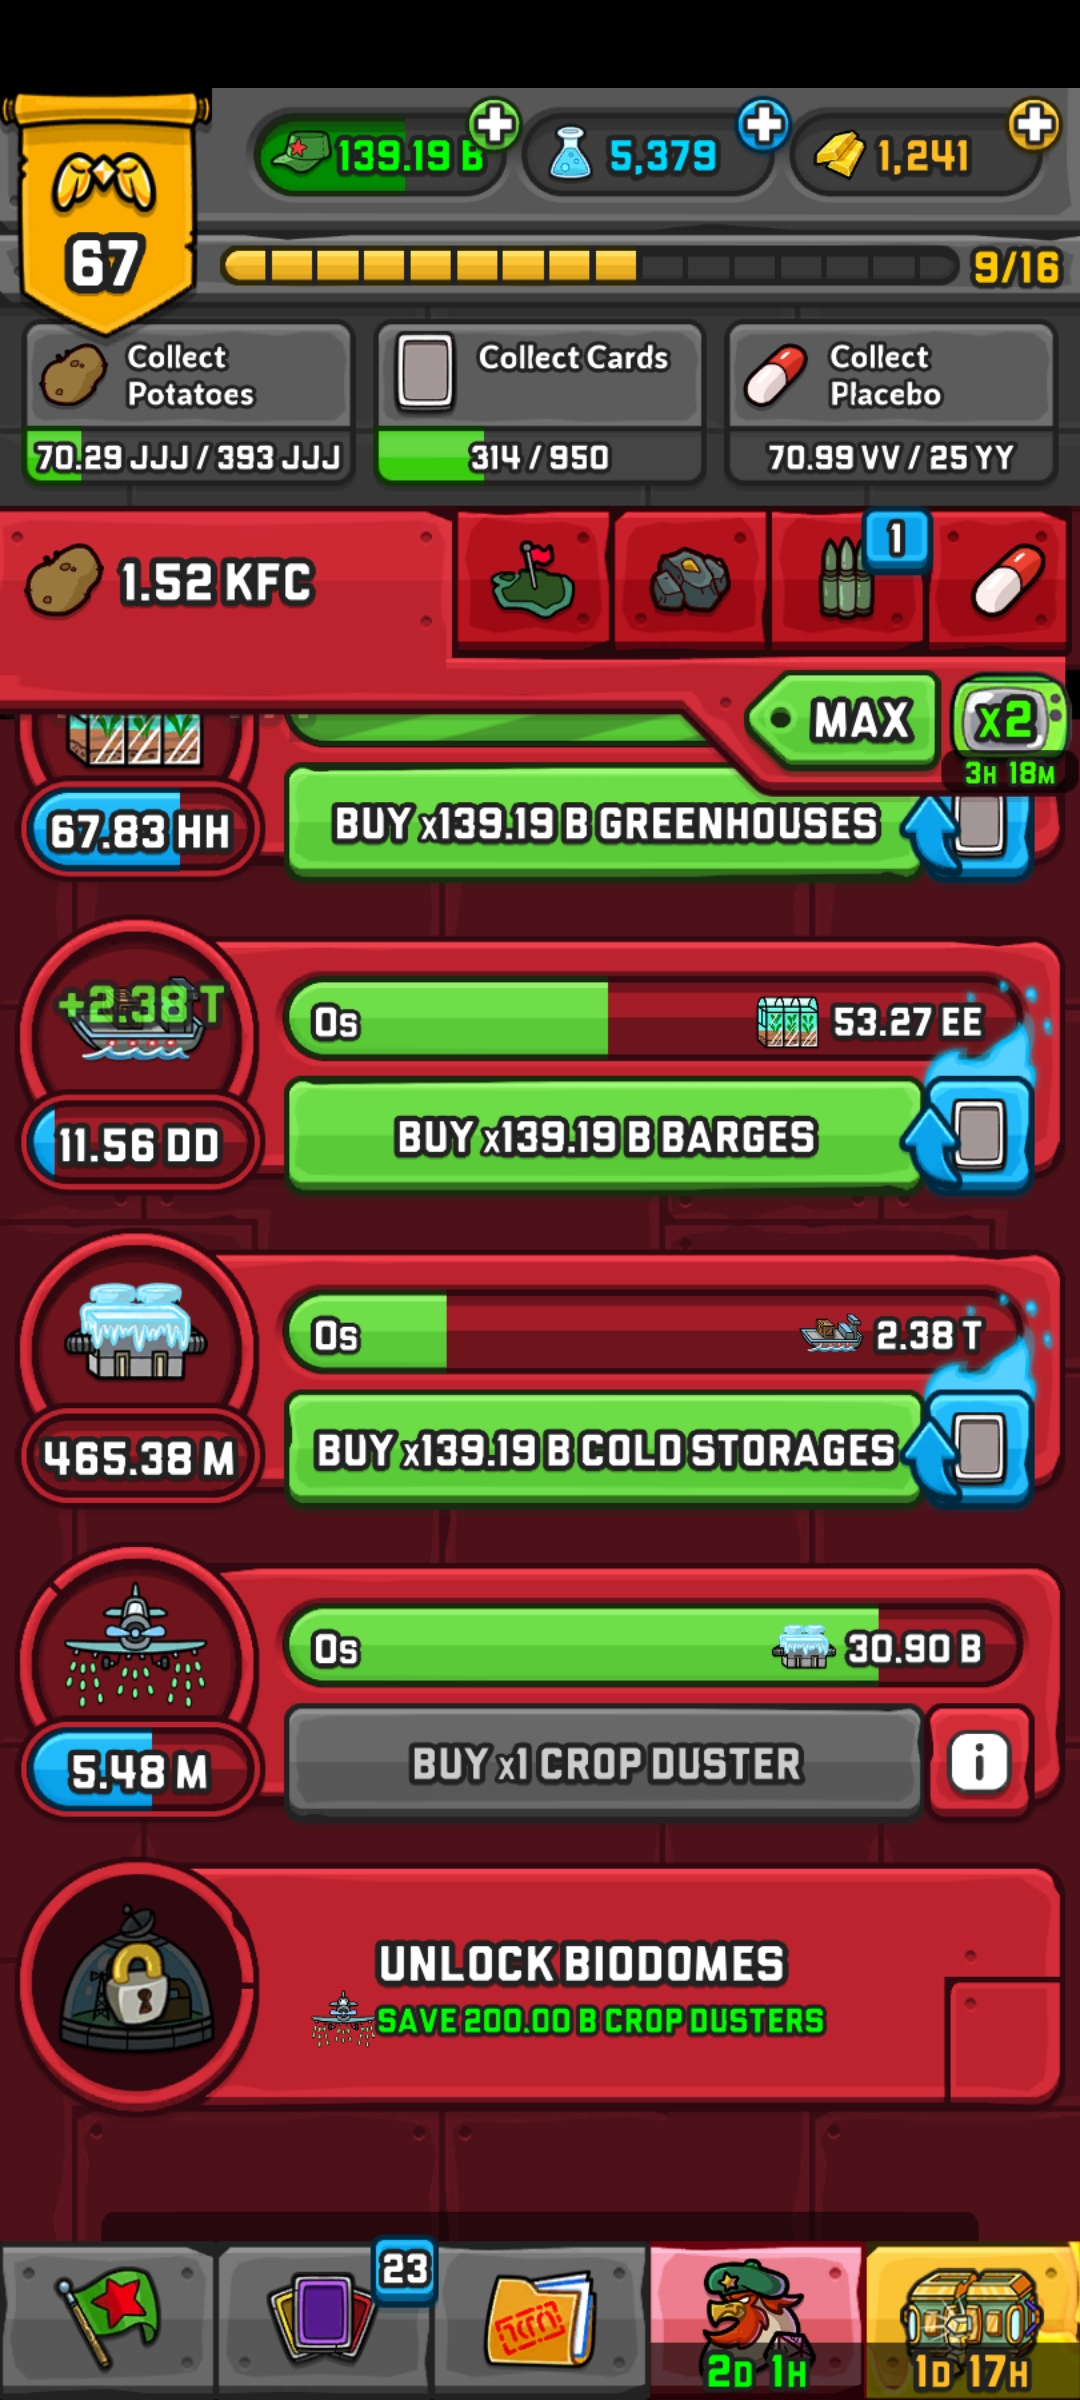 139.19 B
5,379
1,241
67
9/16
Collect
Potatoes
70.29 JJJ / 393 JJJ
Collect Cards
314 / 950
Collect
Placebo
70.99 VV / 25 YY
1.52 KFC
1
MAX
x2
3H 18M
67.83 HH
BUY x139.19 B GREENHOUSES
+2.38 T
0s
53.27 EE
11.56 DD
BUY x139.19 B BARGES
0s
2.38 T
465.38 M
BUY x139.19 B COLD STORAGES
0s
30.90 B
5.48 M
BUY x1 CROP DUSTER
i
UNLOCK BIODOMES
SAVE 200.00 B CROP DUSTERS
23
2D 1H
1D 17H